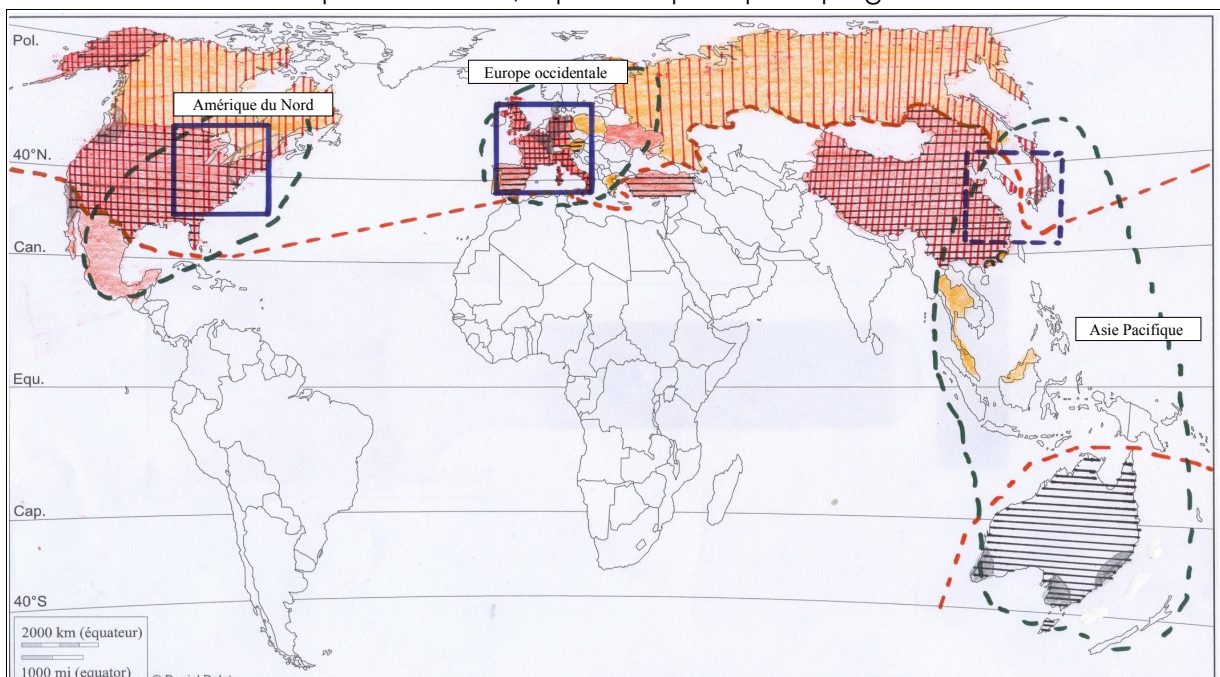 Pol.
Europe occidentale
Amérique du Nord
40°N.
Can.
Asie Pacifique
Equ.
Cap.
40°S
2000 km (équateur)
1000 mi (equator)